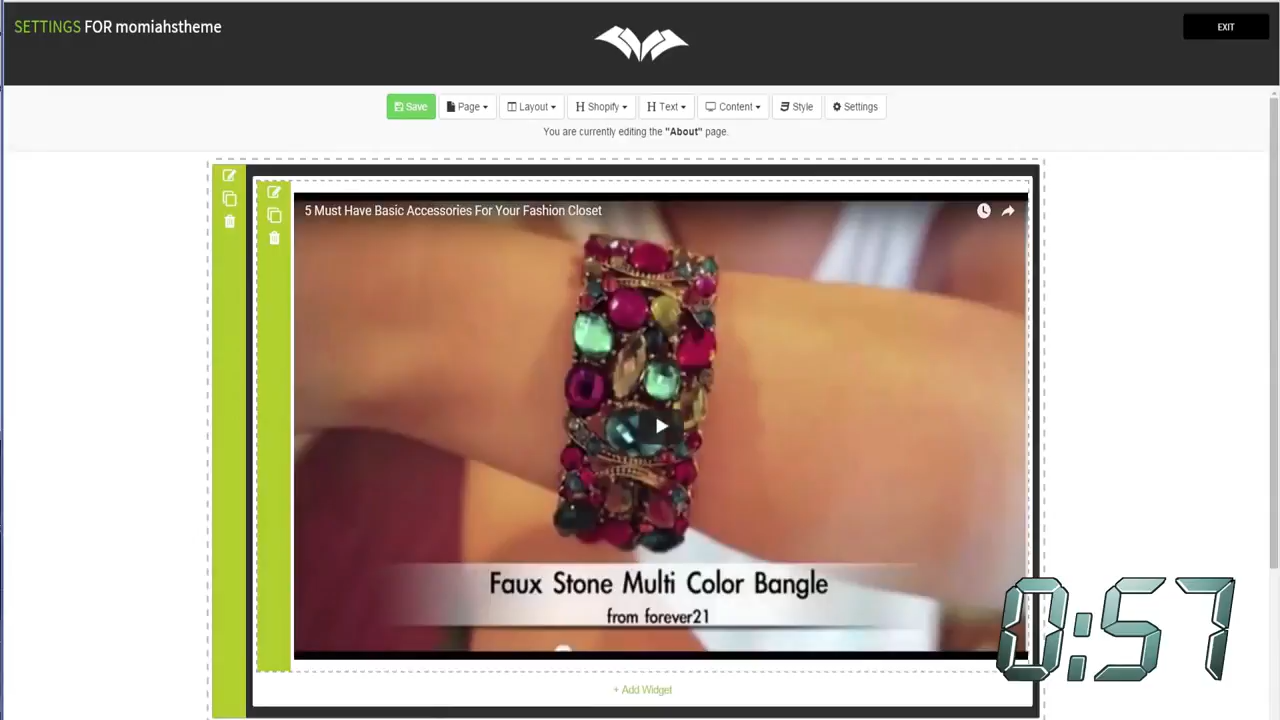 SETTINGS FOR momiahstheme
EXIT
Save Page Layout Shopify Text Content Style Settings
You are currently editing the "About" page.
5 Must Have Basic Accessories For Your Fashion Closet
Faux Stone Multi Color Bangle
from forever21
0:57
+ Add Widget